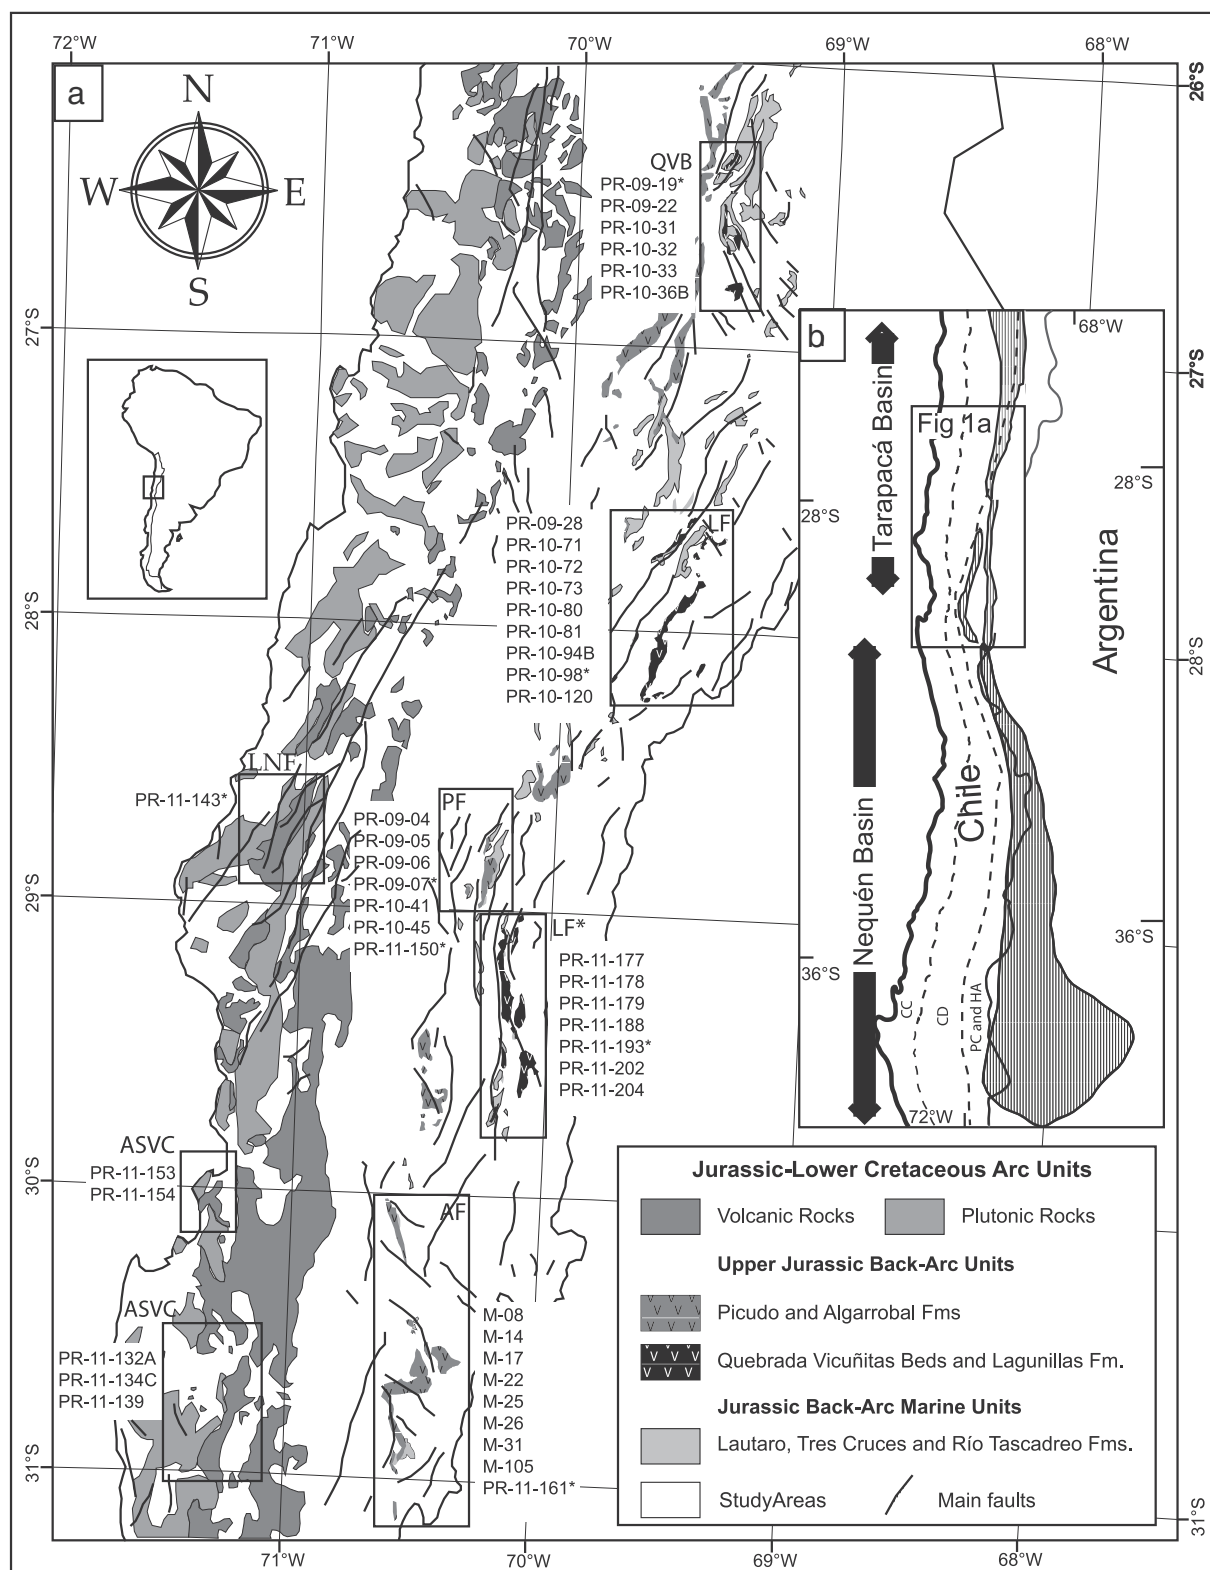 72°W
71°W
70°W
69°W
68°W
a
N
W
E
S
26°S
27°S
28°S
29°S
30°S
31°S
QVB
PR-09-19*
PR-09-22
PR-10-31
PR-10-32
PR-10-33
PR-10-36B
LF
PR-09-28
PR-10-71
PR-10-72
PR-10-73
PR-10-80
PR-10-81
PR-10-94B
PR-10-98*
PR-10-120
LNF
PR-11-143*
PF
PR-09-04
PR-09-05
PR-09-06
PR-09-07*
PR-10-41
PR-10-45
PR-11-150*
LF*
PR-11-177
PR-11-178
PR-11-179
PR-11-188
PR-11-193*
PR-11-202
PR-11-204
ASVC
PR-11-153
PR-11-154
AF
M-08
M-14
M-17
M-22
M-25
M-26
M-31
M-105
PR-11-161*
ASVC
PR-11-132A
PR-11-134C
PR-11-139
b
68°W
Tarapacá Basin
Fig 1a
28°S
28°S
Argentina
Chile
Nequén Basin
36°S
36°S
CC
CD
PC and HA
72°W
27°S
28°S
Jurassic-Lower Cretaceous Arc Units
Volcanic Rocks
Plutonic Rocks
Upper Jurassic Back-Arc Units
Picudo and Algarrobal Fms
Quebrada Vicuñitas Beds and Lagunillas Fm.
Jurassic Back-Arc Marine Units
Lautaro, Tres Cruces and Río Tascadreo Fms.
StudyAreas
Main faults
31°S
71°W
70°W
69°W
68°W